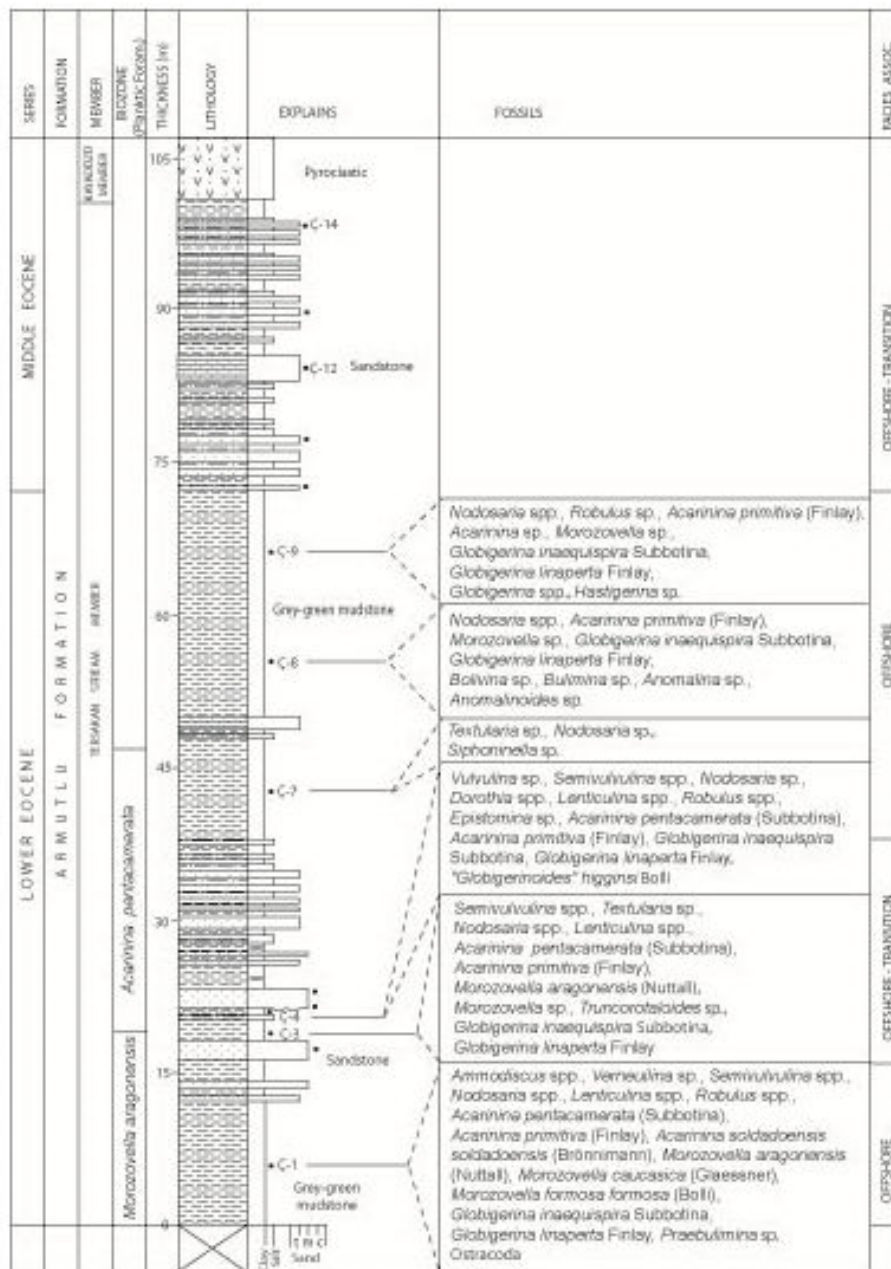 SERIES
FORMATION
MEMBER
BIOZONE
(Planktic Foram.)
THICKNESS (m)
LITHOLOGY
EXPLAINS
FOSSILS
FACIES ASSOC.
MIDDLE EOCENE
LOWER EOCENE
ARMUTLU FORMATION
MEMBER
TERSAKAN STREAM MEMBER
Acarinina pentacamerata
Morozovella aragonensis
105
90
75
60
45
30
15
0
Pyroclastic
Ç-14
Ç-12 Sandstone
Ç-9
Grey-green mudstone
Ç-8
Ç-7
Ç-4
Ç-3
Sandstone
Ç-1
Grey-green
mudstone
Clay
Silt
f m c
Sand
Nodosaria spp., Robulus sp., Acarinina primitiva (Finlay),
Acarinina sp., Morozovella sp.,
Globigerina inaequispira Subbotina,
Globigerina linaperta Finlay,
Globigerina spp., Hastigerina sp.
Nodosaria spp., Acarinina primitiva (Finlay),
Morozovella sp., Globigerina inaequispira Subbotina,
Globigerina linaperta Finlay,
Bolivina sp., Bulimina sp., Anomalina sp.,
Anomalinoides sp.
Textularia sp., Nodosaria sp.,
Siphoninella sp.
Vulvulina sp., Semivulvulina spp., Nodosaria sp.,
Dorothia spp., Lenticulina spp., Robulus spp.,
Epistomina sp., Acarinina pentacamerata (Subbotina),
Acarinina primitiva (Finlay), Globigerina inaequispira
Subbotina, Globigerina linaperta Finlay,
"Globigerinoides" higginsi Bolli
Semivulvulina spp., Textularia sp.,
Nodosaria spp., Lenticulina spp.,
Acarinina pentacamerata (Subbotina),
Acarinina primitiva (Finlay),
Morozovella aragonensis (Nuttall),
Morozovella sp., Truncorotaloides sp.,
Globigerina inaequispira Subbotina,
Globigerina linaperta Finlay
Ammodiscus spp., Verneuilina sp., Semivulvulina spp.,
Nodosaria spp., Lenticulina spp., Robulus spp.,
Acarinina pentacamerata (Subbotina),
Acarinina primitiva (Finlay), Acarinina soldadoensis
soldadoensis (Brönnimann), Morozovella aragonensis
(Nuttall), Morozovella caucasica (Glaessner),
Morozovella formosa formosa (Bolli),
Globigerina inaequispira Subbotina,
Globigerina linaperta Finlay, Praebulimina sp.
Ostracoda
OFFSHORE -TRANSITION
OFFSHORE
OFFSHORE -TRANSITION
OFFSHORE